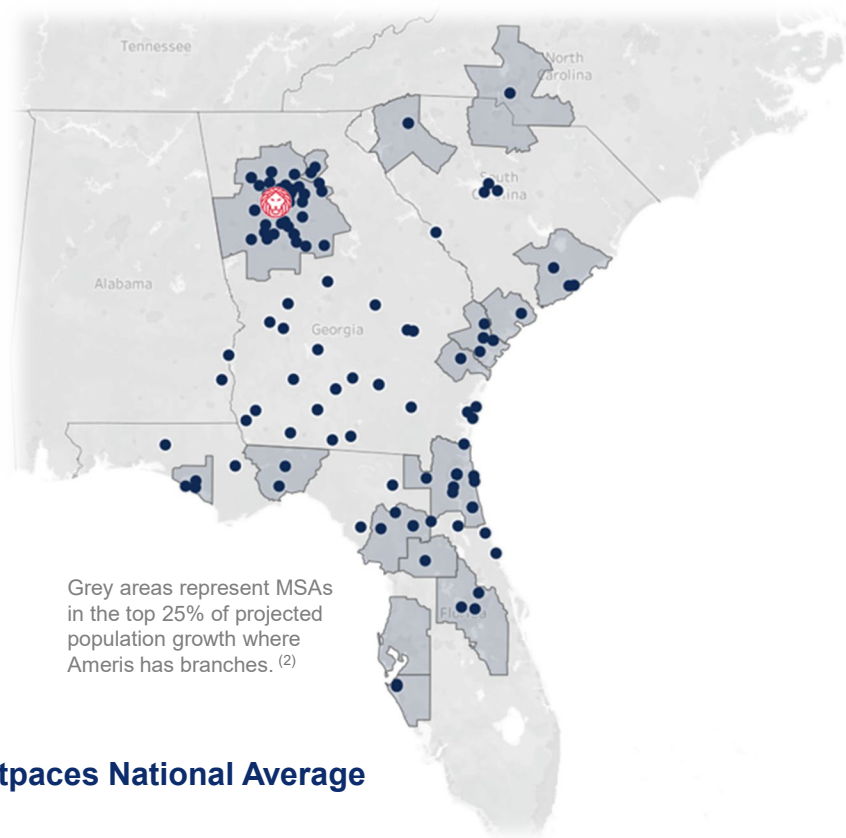 Tennessee
North
Carolina
South
Carolina
Alabama
Georgia
Grey areas represent MSAs
in the top 25% of projected
population growth where
Ameris has branches. (2)
Florida
tpaces National Average